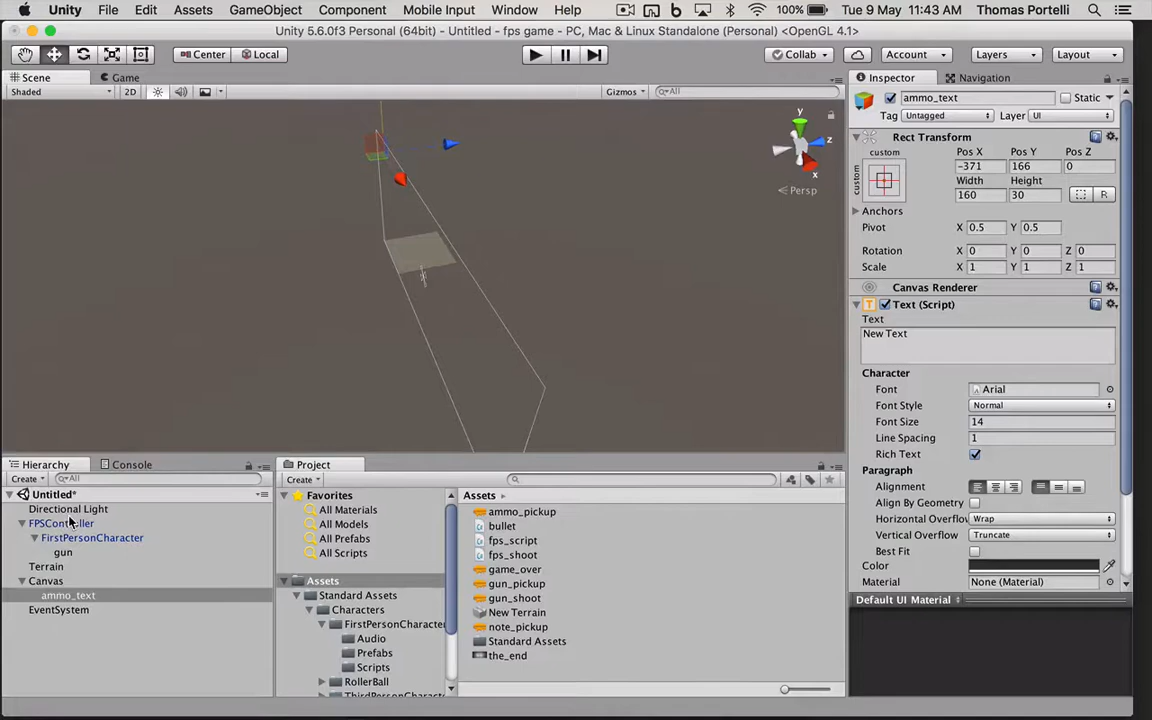 Unity File Edit Assets GameObject Component Mobile Input Window Help 100% Tue 9 May 11:43 AM Thomas Portelli
Unity 5.6.0f3 Personal (64bit) - Untitled - fps game - PC, Mac & Linux Standalone (Personal) <OpenGL 4.1>
Center Local Collab Account Layers Layout
Scene Game
Shaded 2D Gizmos All
y
z
x
Persp
Inspector Navigation
ammo_text Static
Tag Untagged Layer UI
Rect Transform
custom Pos X Pos Y Pos Z
custom -371 166 0
Width Height
160 30 R
Anchors
Pivot X 0.5 Y 0.5
Rotation X 0 Y 0 Z 0
Scale X 1 Y 1 Z 1
Canvas Renderer
Text (Script)
Text
New Text
Character
Font Arial
Font Style Normal
Font Size 14
Line Spacing 1
Rich Text
Paragraph
Alignment
Align By Geometry
Horizontal Overflow Wrap
Vertical Overflow Truncate
Best Fit
Color
Material None (Material)
Default UI Material
Hierarchy Console
Create All
Untitled*
Directional Light
FPSController
FirstPersonCharacter
gun
Terrain
Canvas
ammo_text
EventSystem
Project
Create
Favorites
All Materials
All Models
All Prefabs
All Scripts
Assets
Standard Assets
Characters
FirstPersonCharacter
Audio
Prefabs
Scripts
RollerBall
ThirdPersonCharac
Assets
ammo_pickup
bullet
fps_script
fps_shoot
game_over
gun_pickup
gun_shoot
New Terrain
note_pickup
Standard Assets
the_end